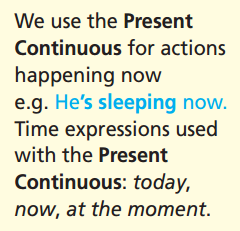 We use the Present
Continuous for actions
happening now
e.g. He's sleeping now.
Time expressions used
with the Present
Continuous: today,
now, at the moment.